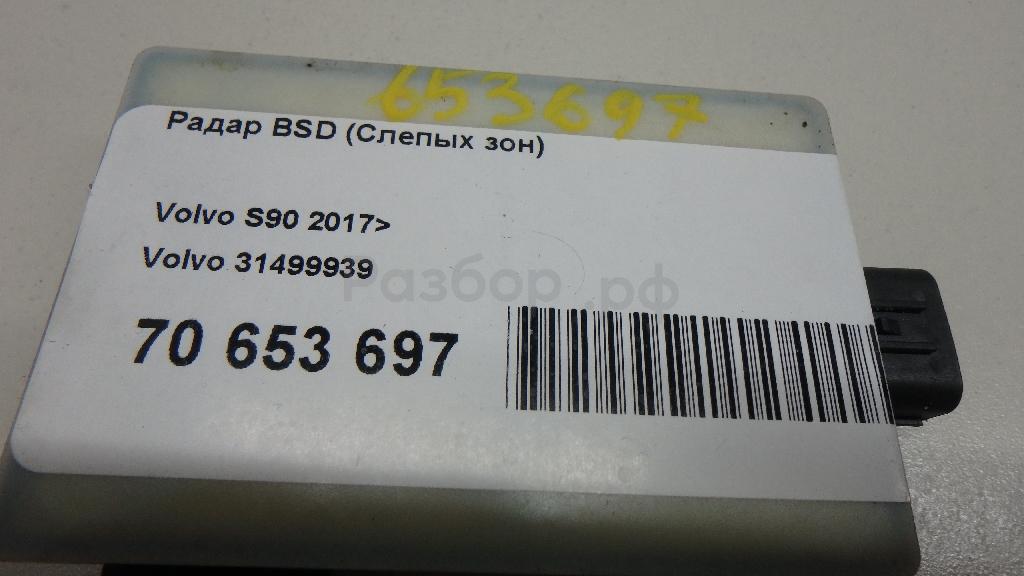 653697
Радар BSD (Слепых зон)
Volvo S90 2017>
Volvo 31499939
Разбор.рф
70 653 697